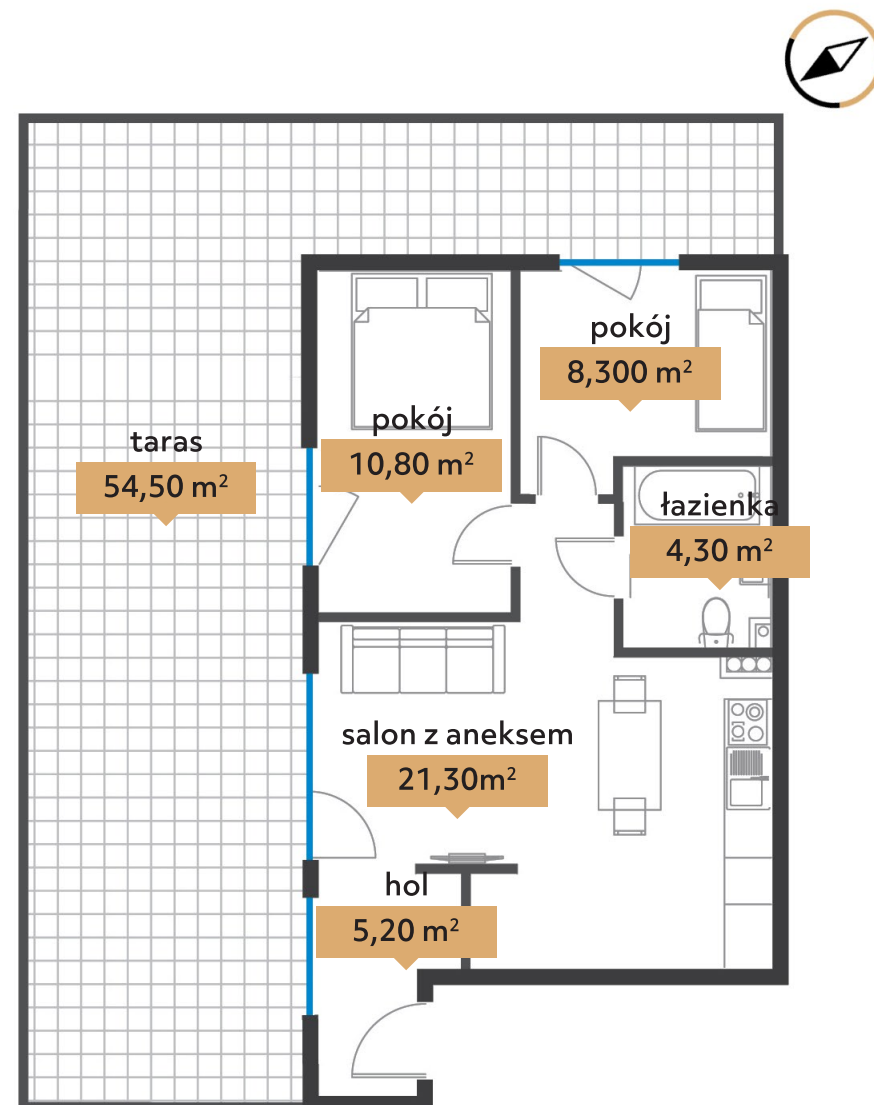 pokój
8,300 m²
pokój
10,80 m²
taras
54,50 m²
łazienka
4,30 m²
salon z aneksem
21,30m²
hol
5,20 m²